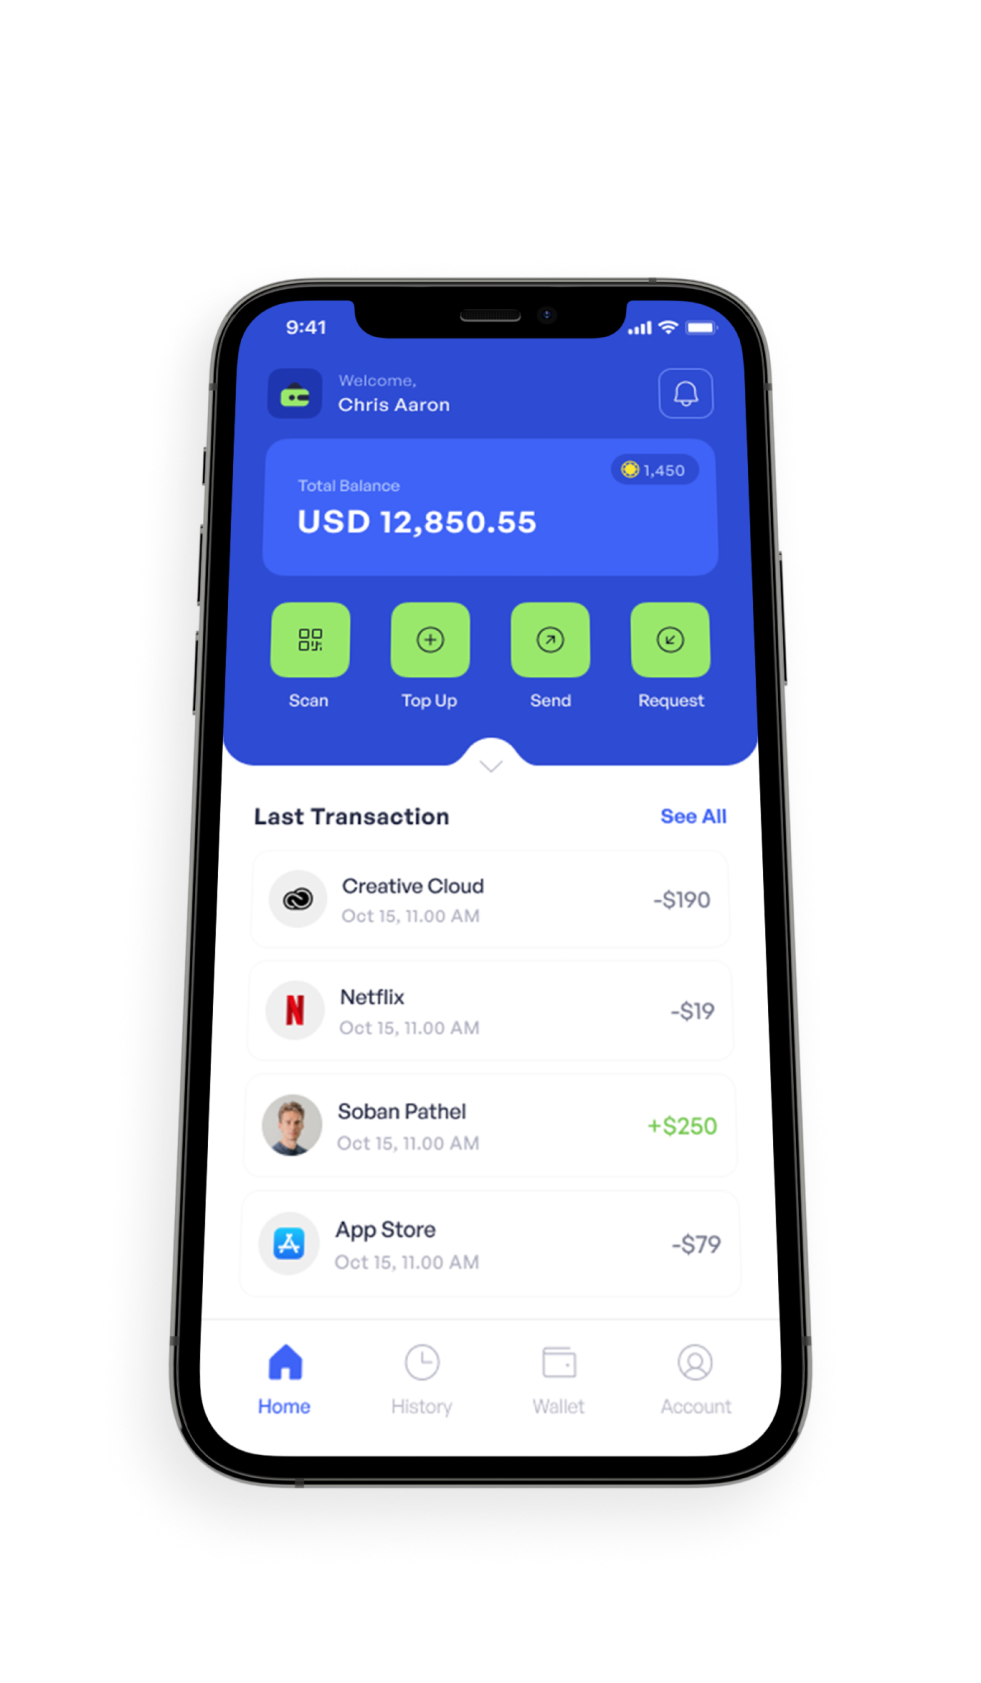 9:41
Welcome,
Chris Aaron
1,450
Total Balance
USD 12,850.55
Scan
Top Up
Send
Request
Last Transaction
See All
Creative Cloud
-$190
Oct 15, 11.00 AM
Netflix
-$19
Oct 15, 11.00 AM
Soban Pathel
+$250
Oct 15, 11.00 AM
App Store
-$79
Oct 15, 11.00 AM
Home
History
Wallet
Account